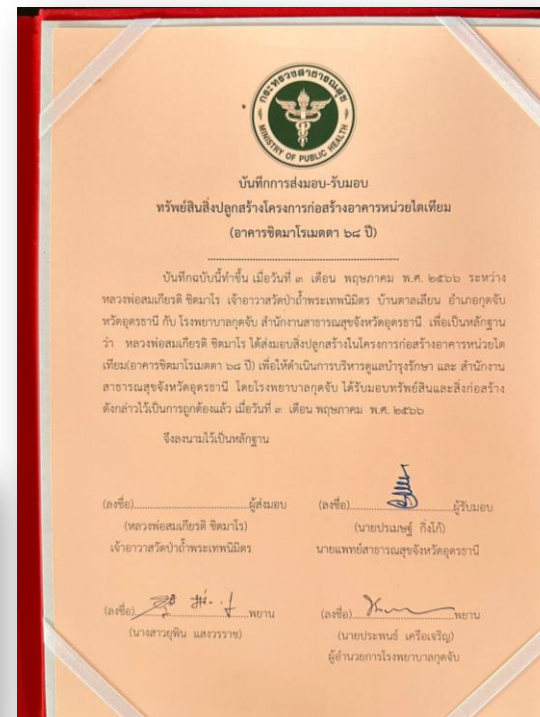 กระทรวงสาธารณสุข
MINISTRY OF PUBLIC HEALTH
บันทึกการส่งมอบ-รับมอบ
ทรัพย์สินสิ่งปลูกสร้างโครงการก่อสร้างอาคารหน่วยไตเทียม
(อาคารชิตมาโรเมตตา ๖๘ ปี)
บันทึกฉบับนี้ทำขึ้น เมื่อวันที่ ๓ เดือน พฤษภาคม พ.ศ. ๒๕๖๖ ระหว่าง
หลวงพ่อสมเกียรติ ชิตมาโร เจ้าอาวาสวัดป่าถ้ำพระเทพนิมิตร บ้านตาลเลียน อำเภอกุดจับ
หวัดอุดรธานี กับ โรงพยาบาลกุดจับ สำนักงานสาธารณสุขจังหวัดอุดรธานี เพื่อเป็นหลักฐาน
ว่า หลวงพ่อสมเกียรติ ชิตมาโร ได้ส่งมอบสิ่งปลูกสร้างในโครงการก่อสร้างอาคารหน่วยไต
เทียม(อาคารชิตมาโรเมตตา ๖๘ ปี) เพื่อให้ดำเนินการบริหารดูแลบำรุงรักษา และ สำนักงาน
สาธารณสุขจังหวัดอุดรธานี โดยโรงพยาบาลกุดจับ ได้รับมอบทรัพย์สินและสิ่งก่อสร้าง
ดังกล่าวไว้เป็นการถูกต้องแล้ว เมื่อวันที่ ๓ เดือน พฤษภาคม พ.ศ. ๒๕๖๖
จึงลงนามไว้เป็นหลักฐาน
(ลงชื่อ)..............................ผู้ส่งมอบ (ลงชื่อ)..............................ผู้รับมอบ
(หลวงพ่อสมเกียรติ ชิตมาโร) (นายปรเมษฐ์ กิ่งโก้)
เจ้าอาวาสวัดป่าถ้ำพระเทพนิมิตร นายแพทย์สาธารณสุขจังหวัดอุดรธานี
(ลงชื่อ)..............................พยาน (ลงชื่อ)..............................พยาน
(นางสาวยุพิน แสงวรราช) (นายประพนธ์ เครือเจริญ)
ผู้อำนวยการโรงพยาบาลกุดจับ